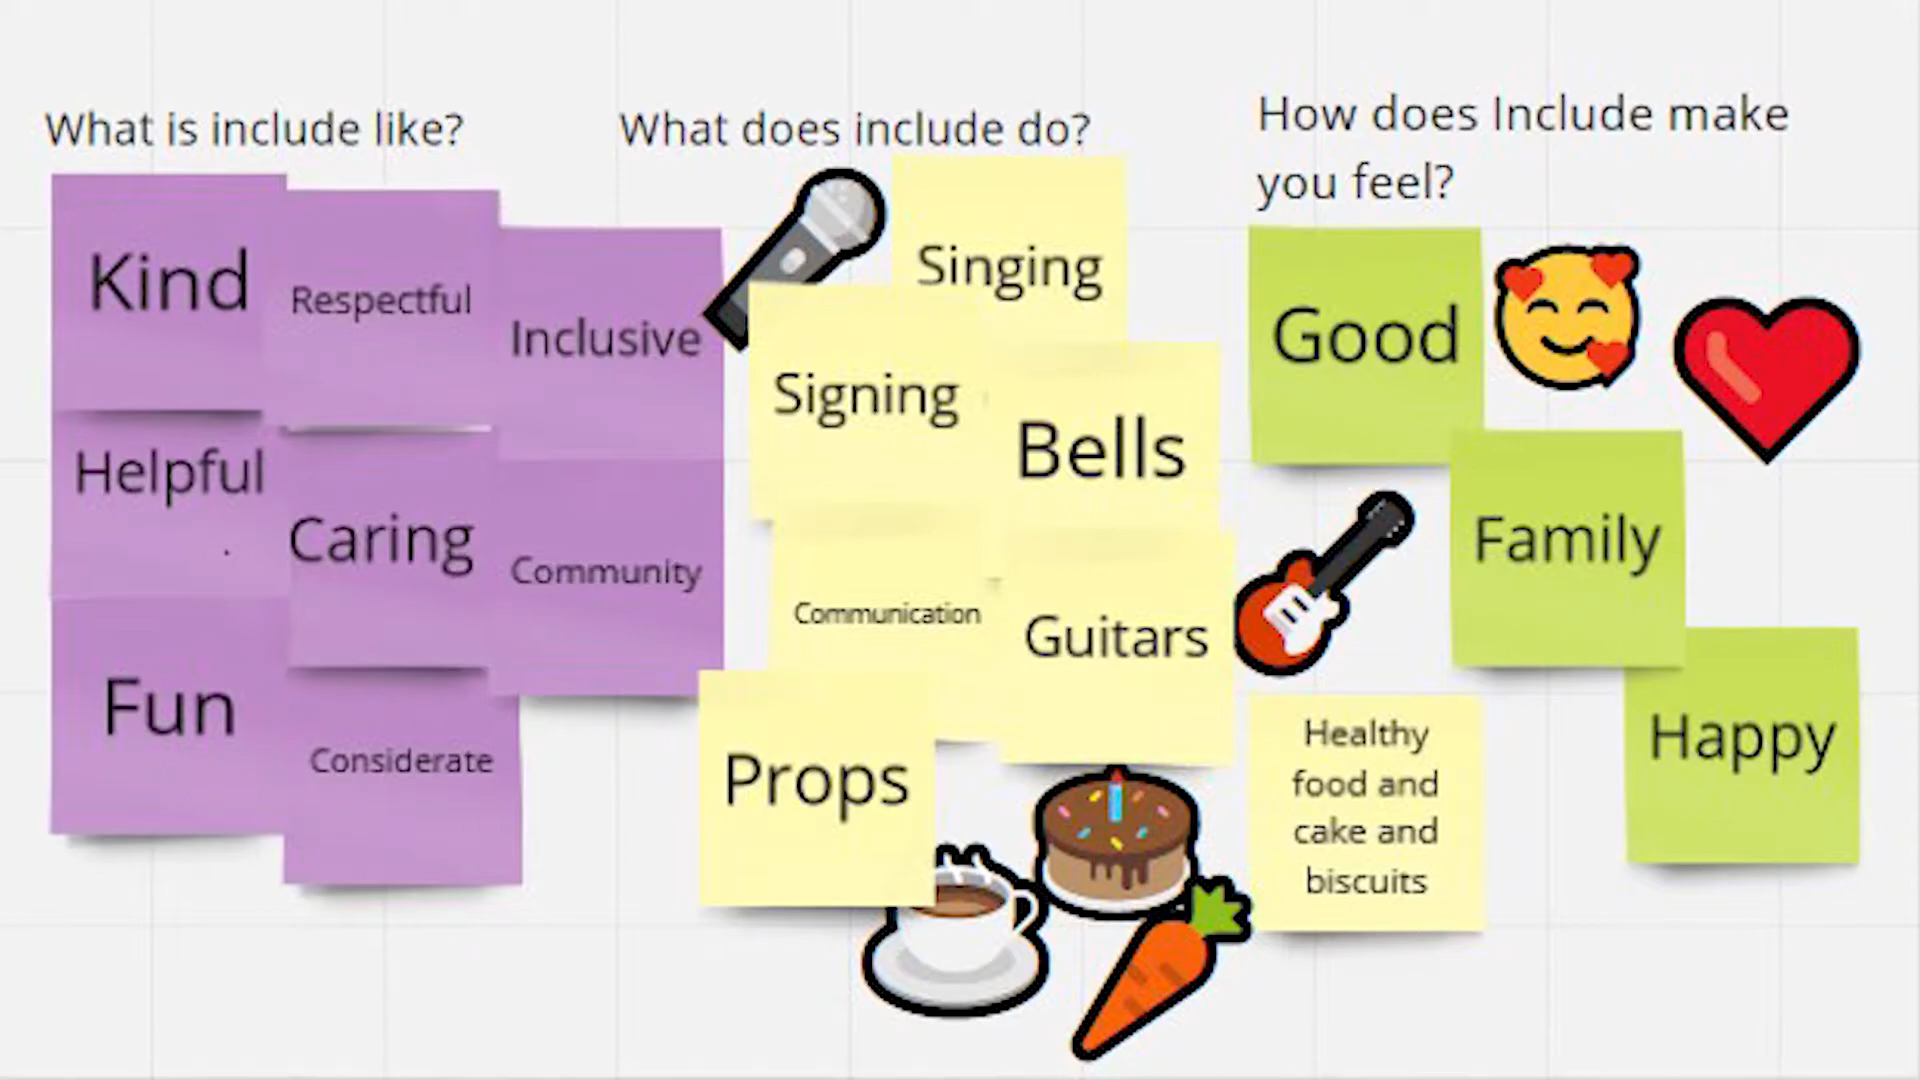 What is include like?
Kind
Respectful
Inclusive
Helpful
Caring
Community
Fun
Considerate
What does include do?
Singing
Signing
Bells
Communication
Guitars
Props
Healthy
food and
cake and
biscuits
How does Include make
you feel?
Good
Family
Happy